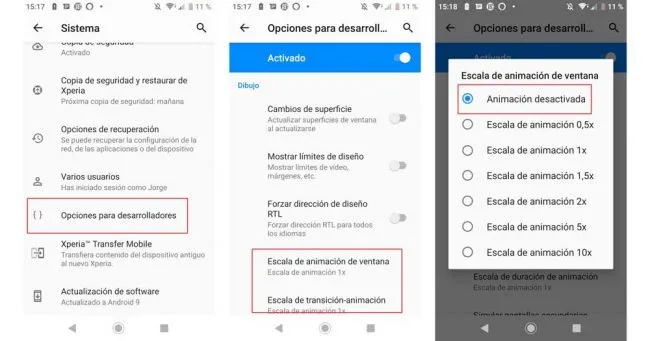 15:17
11 %
Sistema
Copia de seguridad
Activado
Copia de seguridad y restaurar de
Xperia
Próxima copia de seguridad: mañana
Opciones de recuperación
Se puede recuperar la configuración de la
red, de las aplicaciones o del dispositivo
Varios usuarios
Has iniciado sesión como Jorge
{ } Opciones para desarrolladores
Xperia™ Transfer Mobile
Transfiera contenido del dispositivo antiguo
al nuevo Xperia.
Actualización de software
Actualizado a Android 9
15:17
11 %
Opciones para desarroll...
Activado
Dibujo
Cambios de superficie
Actualizar superficies de ventana
al actualizarse
Mostrar límites de diseño
Mostrar límites de vídeo,
márgenes, etc.
Forzar dirección de diseño
RTL
Forzar dirección RTL para todos
los idiomas
Escala de animación de ventana
Escala de animación 1x
Escala de transición-animación
Escala de animación 1x
15:18
11 %
Opciones para desarroll...
Activado
Escala de animación de ventana
Animación desactivada
Escala de animación 0,5x
Escala de animación 1x
Escala de animación 1,5x
Escala de animación 2x
Escala de animación 5x
Escala de animación 10x
Escala de duración de animación
Escala de animación 1x
Simular pantallas secundarias